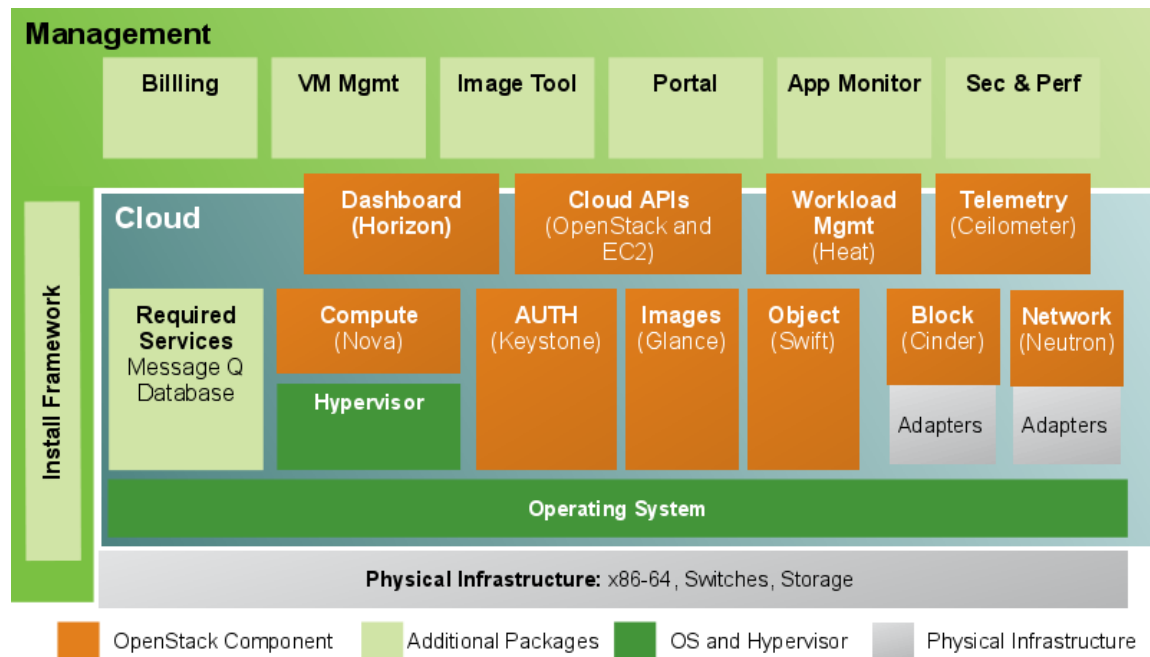 Management
Billling
VM Mgmt
Image Tool
Portal
App Monitor
Sec & Perf
Install Framework
Cloud
Dashboard
(Horizon)
Cloud APIs
(OpenStack and
EC2)
Workload
Mgmt
(Heat)
Telemetry
(Ceilometer)
Required
Services
Message Q
Database
Compute
(Nova)
Hypervisor
AUTH
(Keystone)
Images
(Glance)
Object
(Swift)
Block
(Cinder)
Adapters
Network
(Neutron)
Adapters
Operating System
Physical Infrastructure: x86-64, Switches, Storage
OpenStack Component
Additional Packages
OS and Hypervisor
Physical Infrastructure